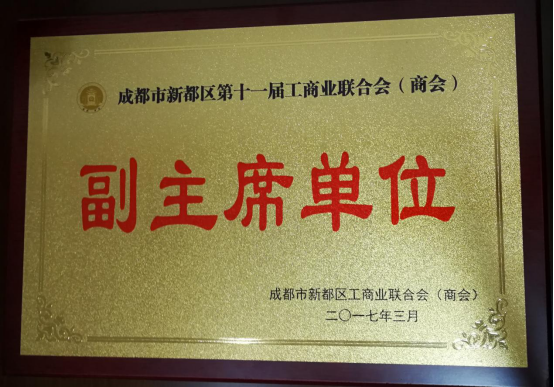 成都市新都区第十一届工商业联合会（商会）
副主席单位
成都市新都区工商业联合会（商会）
二〇一七年三月